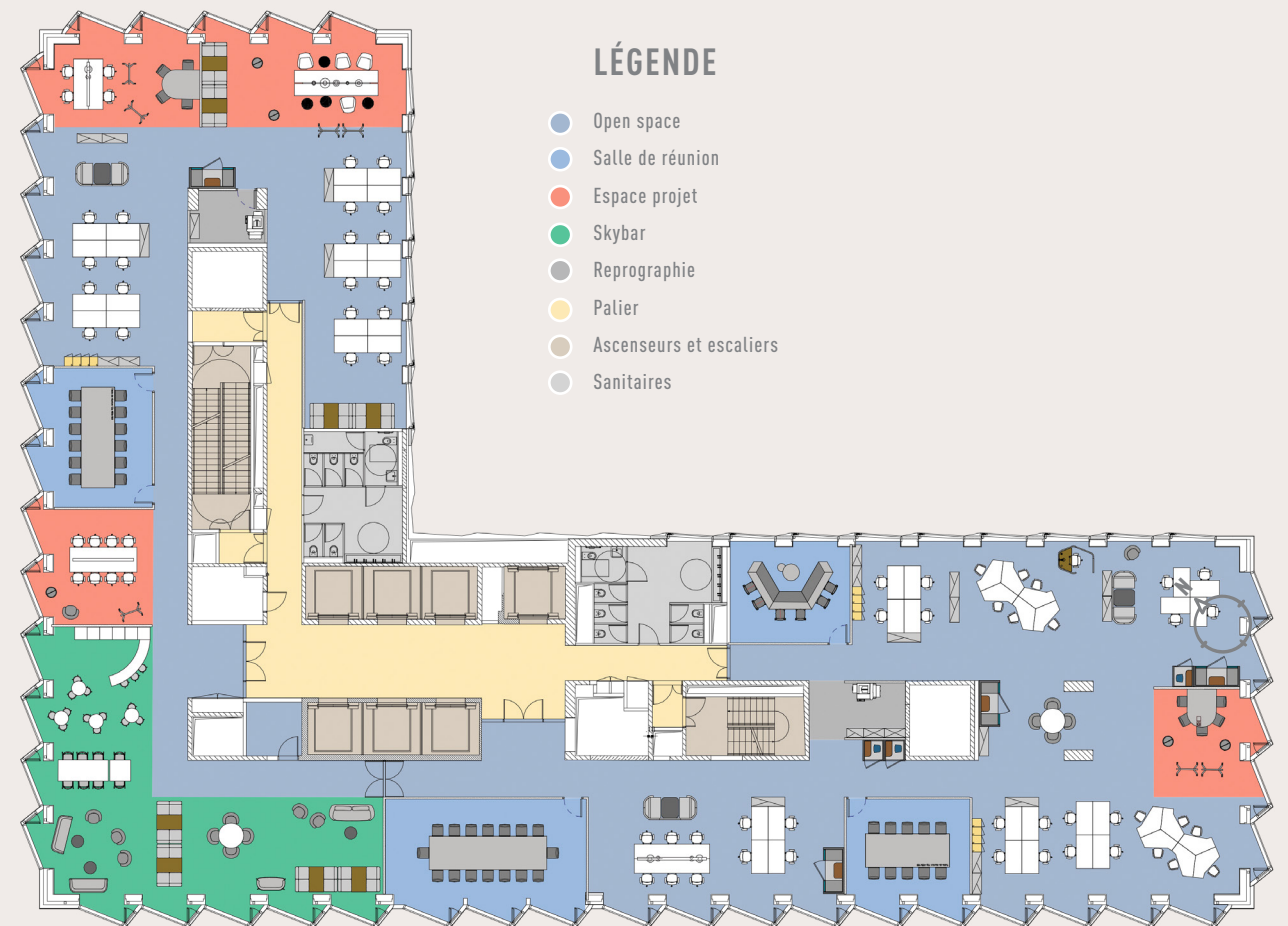 LÉGENDE
Open space
Salle de réunion
Espace projet
Skybar
Reprographie
Palier
Ascenseurs et escaliers
Sanitaires
N